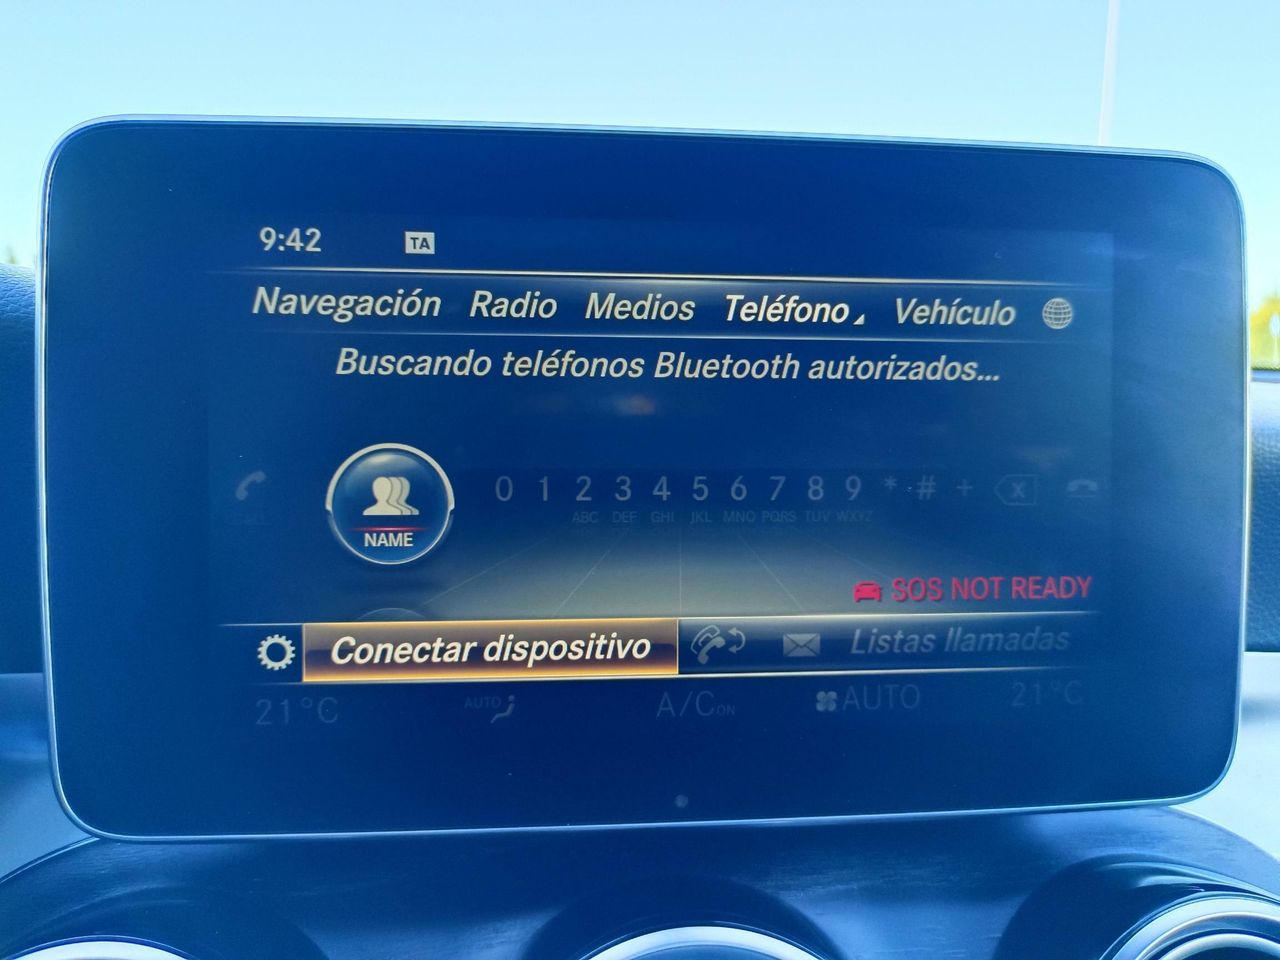 9:42 TA
Navegación Radio Medios Teléfono Vehículo
Buscando teléfonos Bluetooth autorizados...
0 1 2 3 4 5 6 7 8 9 * # +
ABC DEF GHI JKL MNO PQRS TUV WXYZ
NAME
SOS NOT READY
Conectar dispositivo Listas llamadas
21°C AUTO A/C ON AUTO 21°C